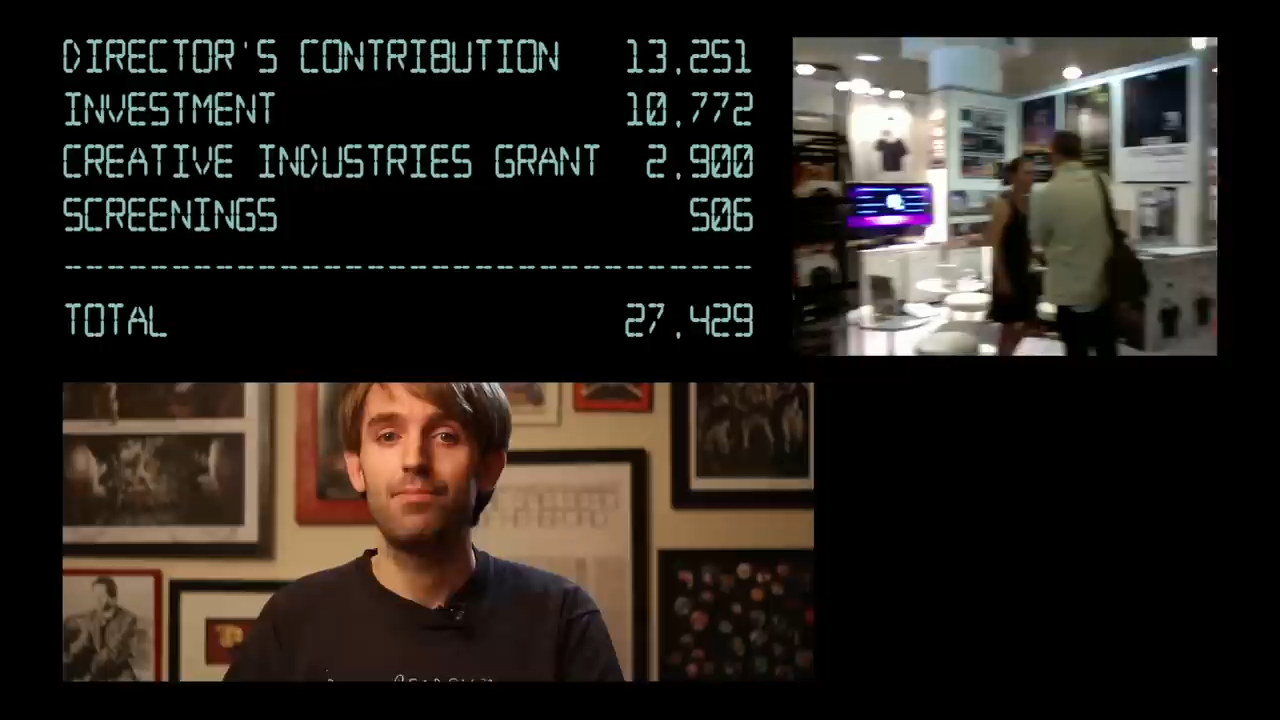 DIRECTOR'S CONTRIBUTION 13,251
INVESTMENT 10,772
CREATIVE INDUSTRIES GRANT 2,900
SCREENINGS 506
---------------------------------
TOTAL 27,429